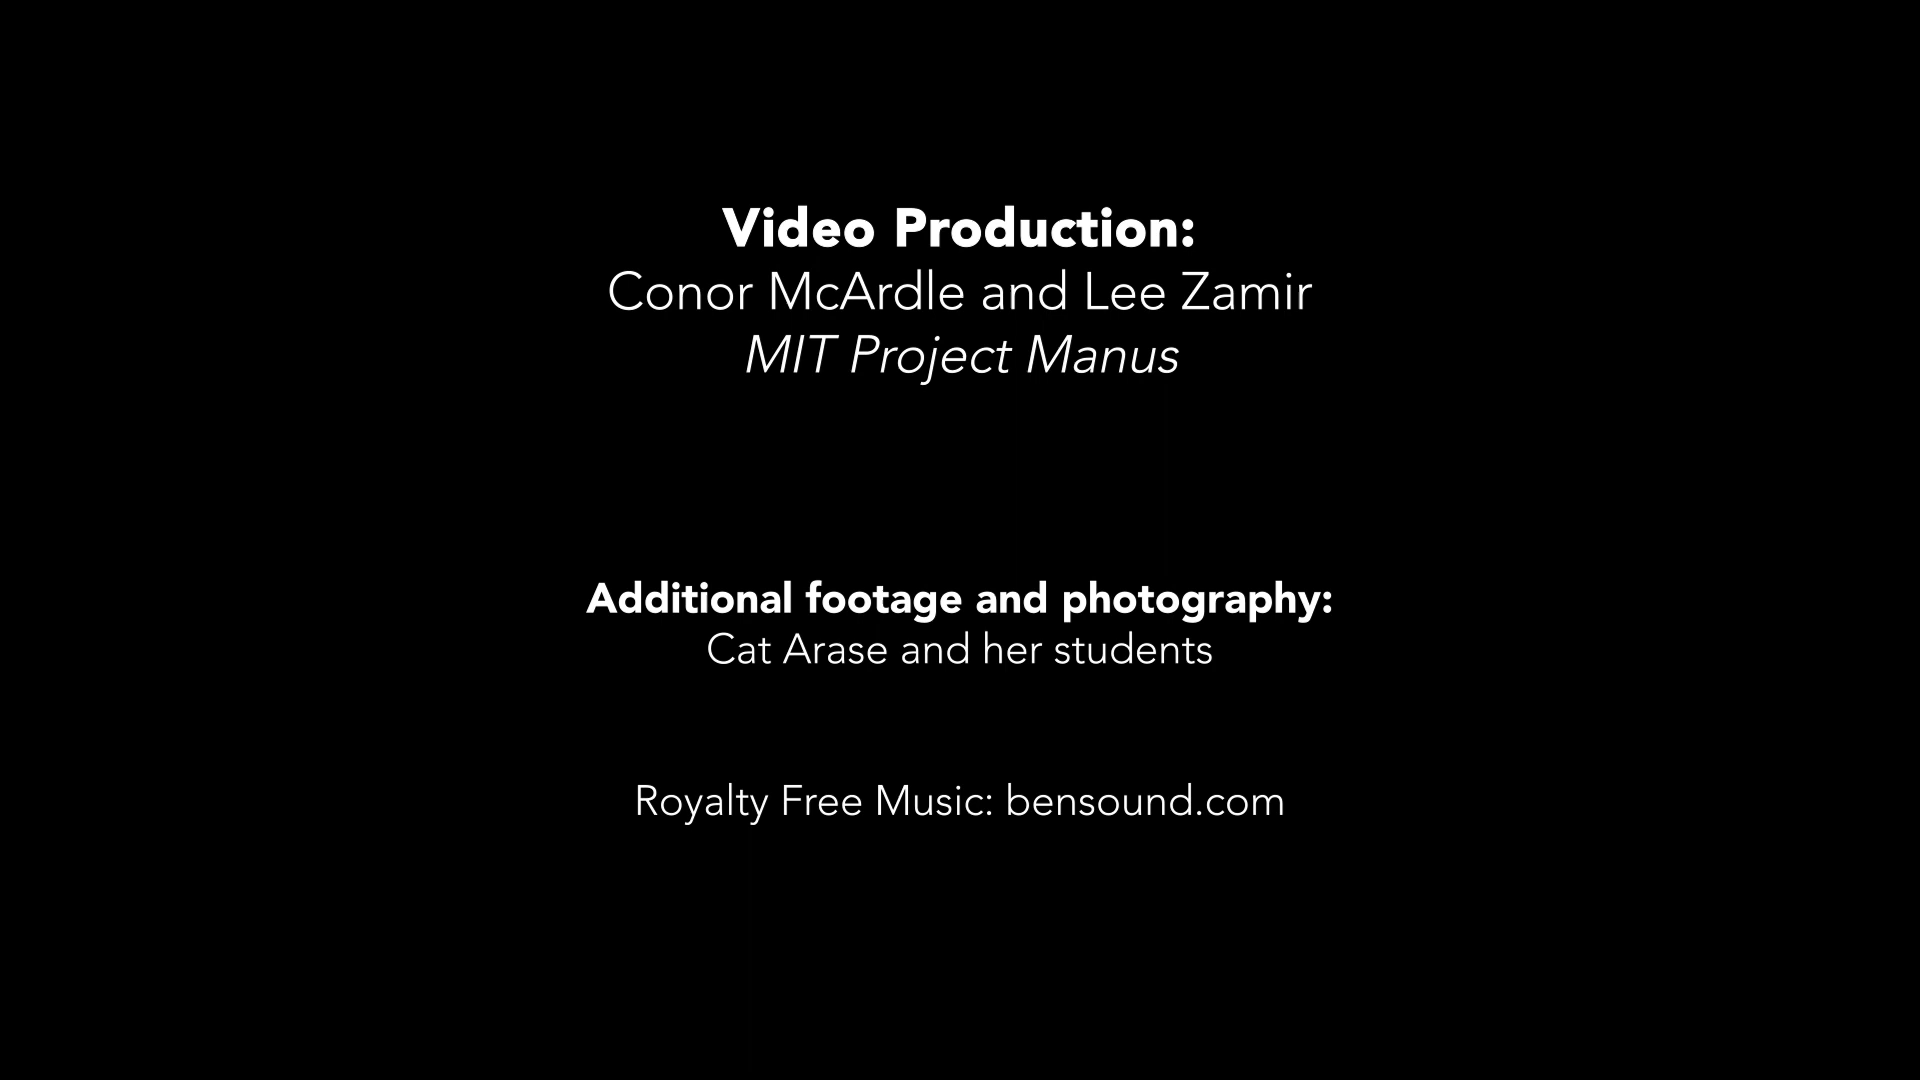 Video Production:
Conor McArdle and Lee Zamir
MIT Project Manus
Additional footage and photography:
Cat Arase and her students
Royalty Free Music: bensound.com